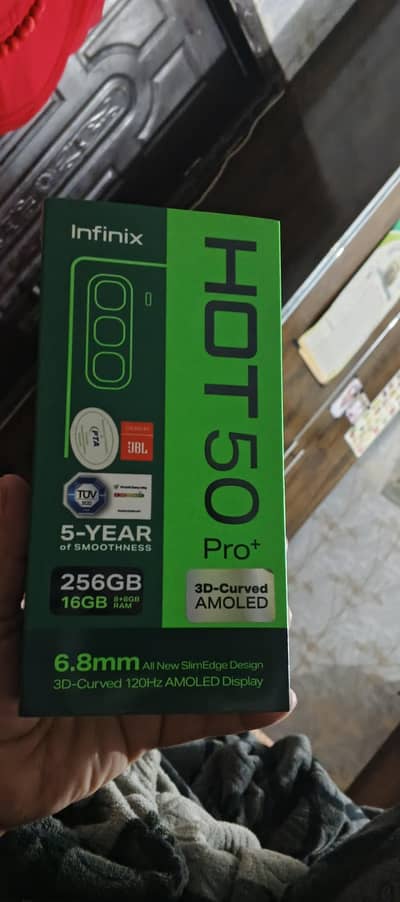 Infinix
HOT 50
Pro+
PTA
JBL
TÜV
SÜD
5-YEAR
of SMOOTHNESS
256GB
16GB 8+8GB
RAM
3D-Curved
AMOLED
6.8mm All New SlimEdge Design
3D-Curved 120Hz AMOLED Display